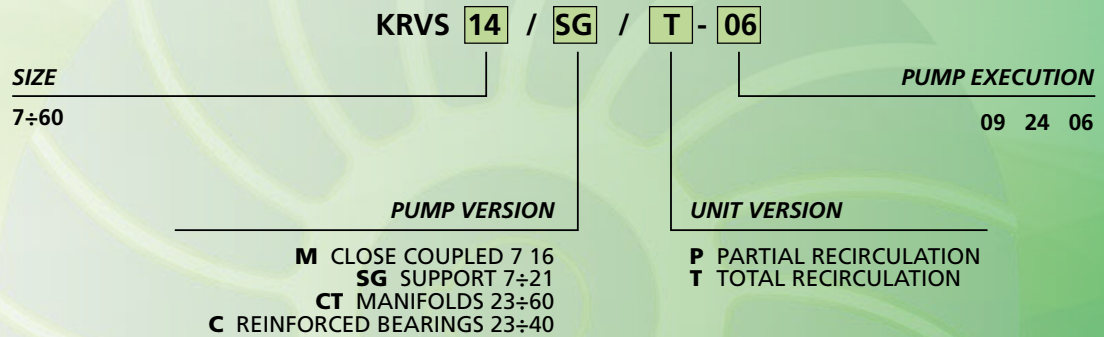 KRVS 14 / SG / T - 06
SIZE
7÷60
PUMP EXECUTION
09 24 06
PUMP VERSION
M CLOSE COUPLED 7 16
SG SUPPORT 7÷21
CT MANIFOLDS 23÷60
C REINFORCED BEARINGS 23÷40
UNIT VERSION
P PARTIAL RECIRCULATION
T TOTAL RECIRCULATION